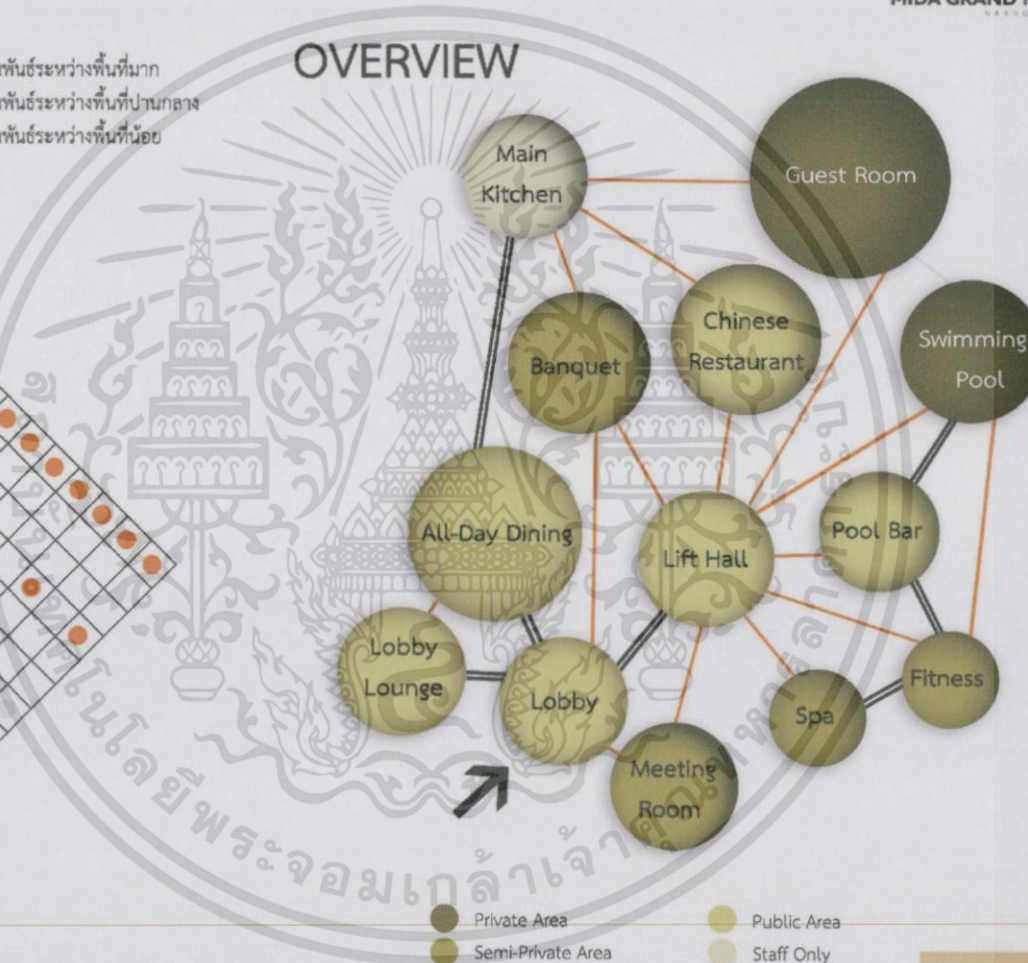 MIDA GRAND
OVERVIEW
พันธ์ระหว่างพื้นที่มาก
พันธ์ระหว่างพื้นที่ปานกลาง
พันธ์ระหว่างพื้นที่น้อย
Main
Kitchen
Guest Room
Chinese
Restaurant
Banquet
Swimming
Pool
All-Day Dining
Lift Hall
Pool Bar
Lobby
Lounge
Lobby
Fitness
Spa
Meeting
Room
Private Area
Public Area
Semi-Private Area
Staff Only